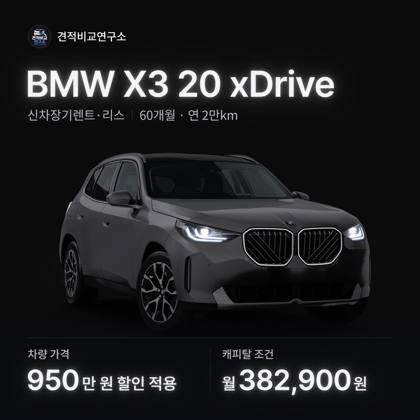 견적비교연구소
BMW X3 20 xDrive
신차장기렌트·리스 | 60개월 · 연 2만km
차량 가격
950만 원 할인 적용
캐피탈 조건
월 382,900원